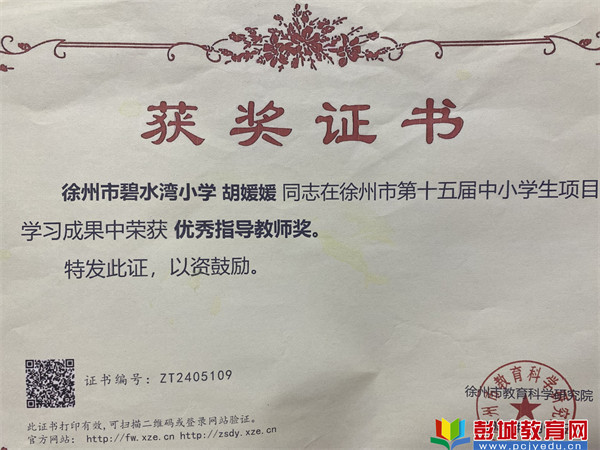 获奖证书
徐州市碧水湾小学 胡媛媛 同志在徐州市第十五届中小学生项目
学习成果中荣获 优秀指导教师奖。
特发此证，以资鼓励。
证书编号：ZT2405109
徐州市教育科学研究院
此证书打印有效,可扫描二维码或登录网站验证。
官方网站： http://fw.xze.cn http://zsdy.xze.cn
彭城教育网
www.pcjyedu.cn